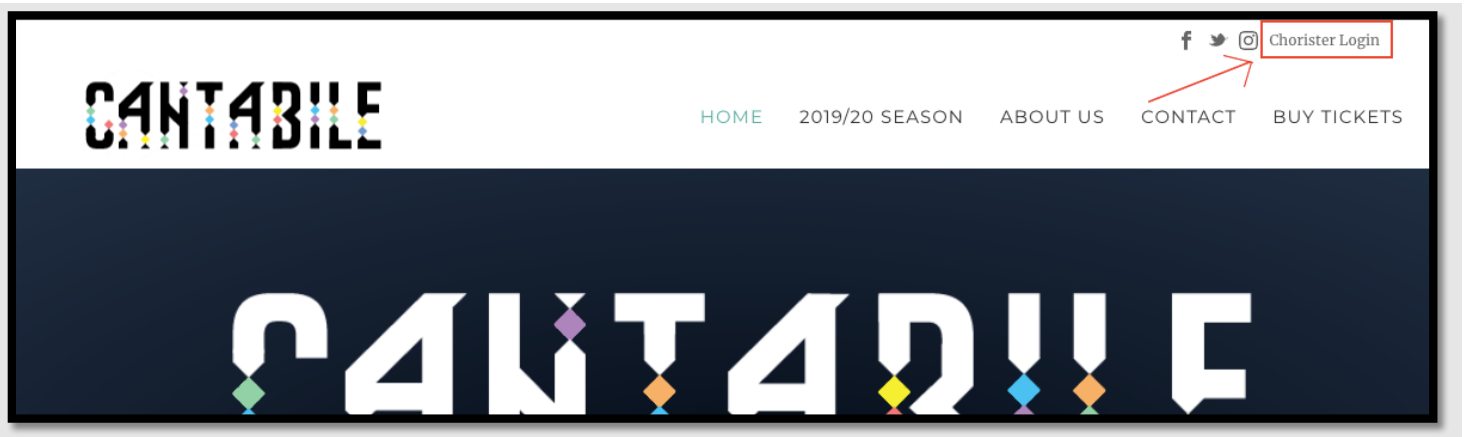 Chorister Login
CANTABILE
HOME 2019/20 SEASON ABOUT US CONTACT BUY TICKETS
CANTABILE